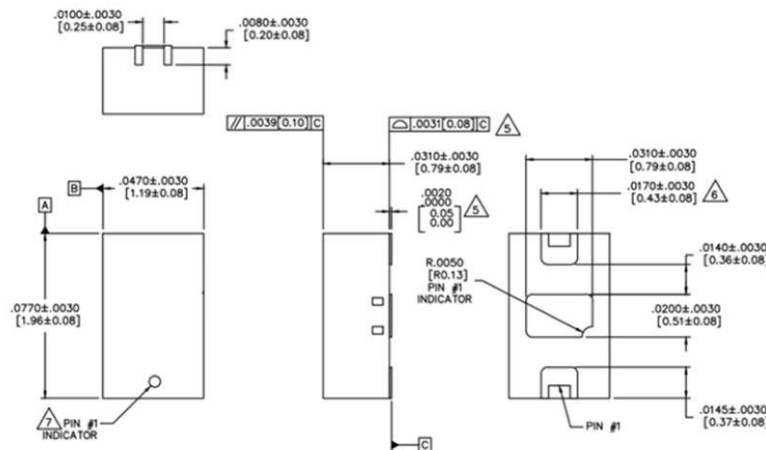 .0100±.0030
[0.25±0.08]
.0080±.0030
[0.20±0.08]
// .0039[0.10] C
⌓ .0031[0.08] C
5
.0470±.0030
[1.19±0.08]
B
A
.0310±.0030
[0.79±0.08]
.0020
.0000
[0.05
0.00]
5
.0310±.0030
[0.79±0.08]
.0170±.0030
[0.43±0.08]
6
.0140±.0030
[0.36±0.08]
R.0050
[R0.13]
PIN #1
INDICATOR
.0770±.0030
[1.96±0.08]
.0200±.0030
[0.51±0.08]
7
PIN #1
INDICATOR
C
PIN #1
.0145±.0030
[0.37±0.08]